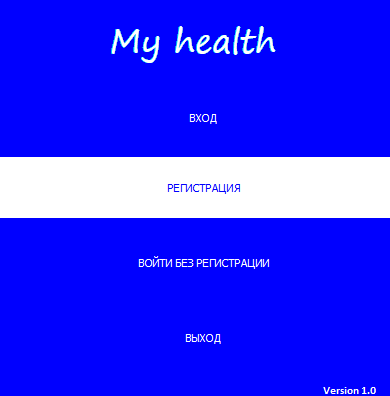 My health
ВХОД
РЕГИСТРАЦИЯ
ВОЙТИ БЕЗ РЕГИСТРАЦИИ
ВЫХОД
Version 1.0